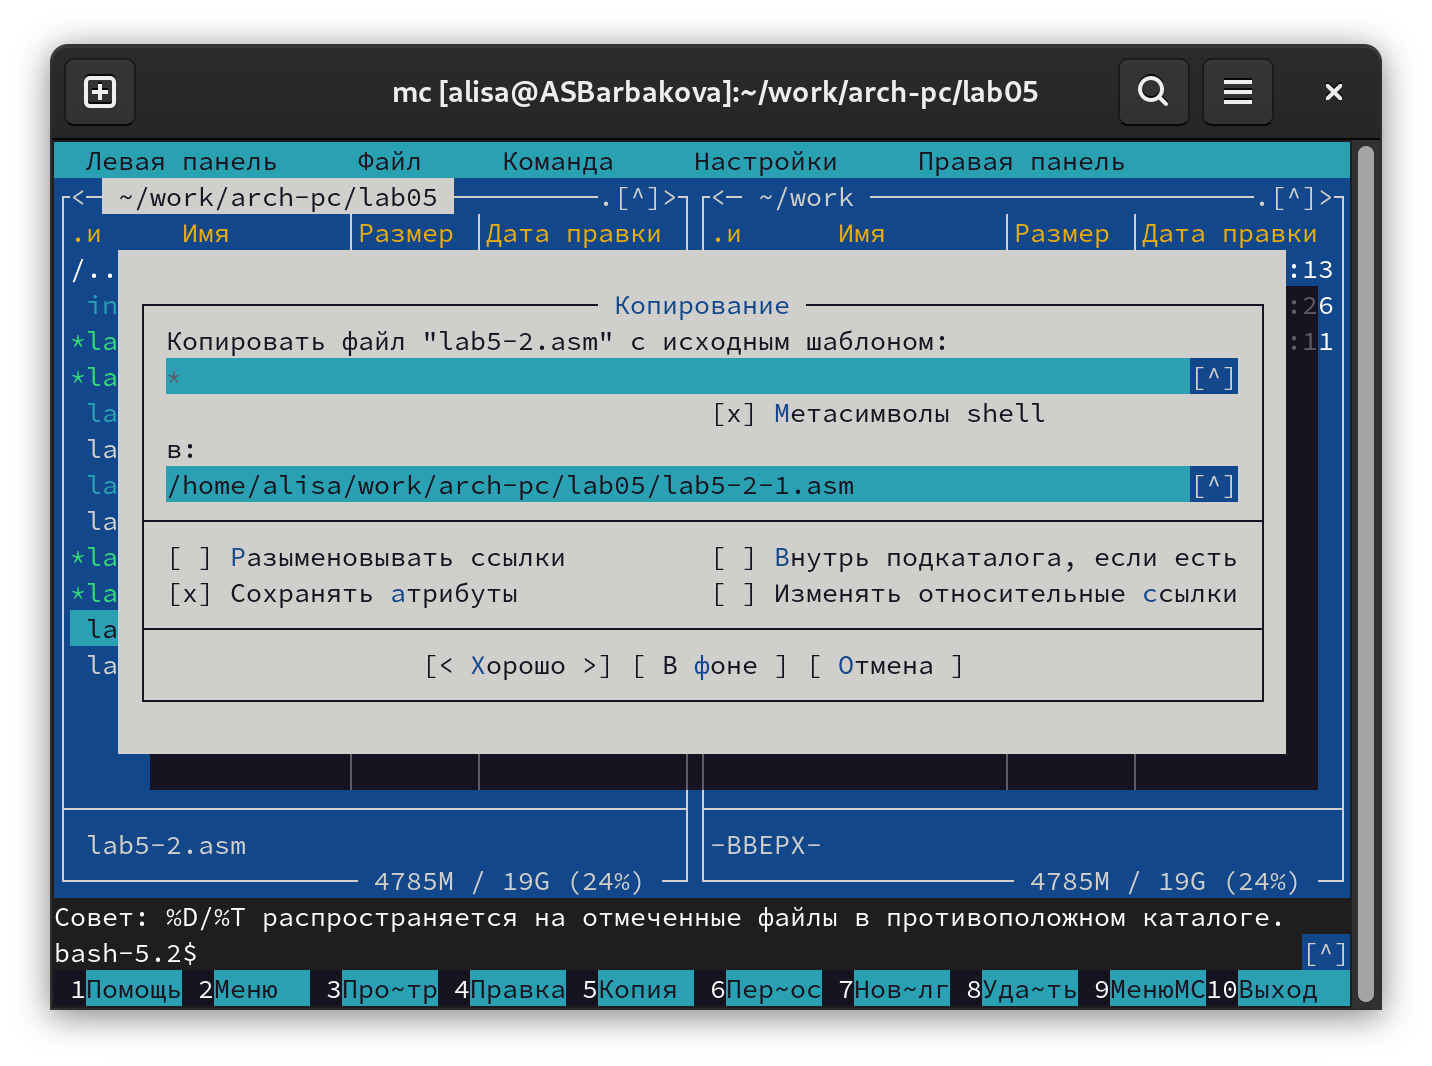 mc [alisa@ASBarbakova]:~/work/arch-pc/lab05
Левая панель Файл Команда Настройки Правая панель
<— ~/work/arch-pc/lab05 .[^]> <— ~/work .[^]>
.и Имя Размер Дата правки .и Имя Размер Дата правки
/.. :13
in :26
*la :11
*la
la
la
la
la
*la
*la
la
la
Копирование
Копировать файл "lab5-2.asm" с исходным шаблоном:
* [^]
[x] Метасимволы shell
в:
/home/alisa/work/arch-pc/lab05/lab5-2-1.asm [^]
[ ] Разыменовывать ссылки [ ] Внутрь подкаталога, если есть
[x] Сохранять атрибуты [ ] Изменять относительные ссылки
[< Хорошо >] [ В фоне ] [ Отмена ]
lab5-2.asm -ВВЕРХ-
4785M / 19G (24%) 4785M / 19G (24%)
Совет: %D/%T распространяется на отмеченные файлы в противоположном каталоге.
bash-5.2$ [^]
1Помощь 2Меню 3Про~тр 4Правка 5Копия 6Пер~ос 7Нов~лг 8Уда~ть 9МенюМС 10Выход